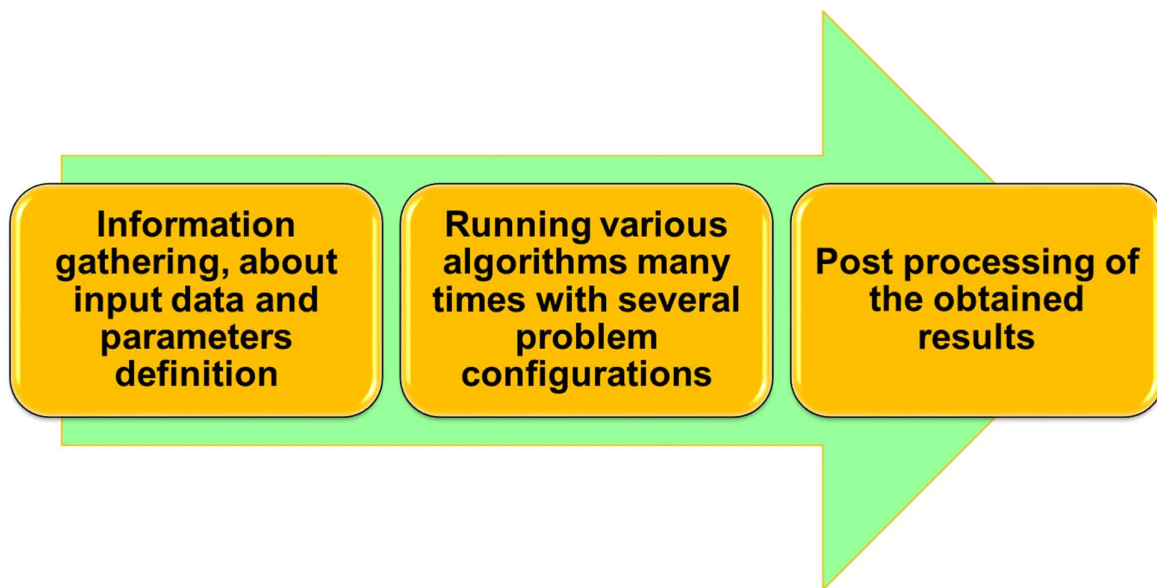 Information
gathering, about
input data and
parameters
definition
Running various
algorithms many
times with several
problem
configurations
Post processing of
the obtained
results